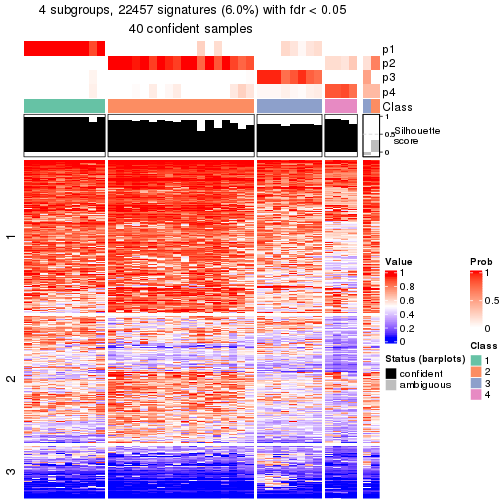 4 subgroups, 22457 signatures (6.0%) with fdr < 0.05
40 confident samples
p1
p2
p3
p4
Class
1
0.5
0
Silhouette
score
1
2
3
Value
1
0.8
0.6
0.4
0.2
0
Status (barplots)
confident
ambiguous
Prob
1
0.5
0
Class
1
2
3
4